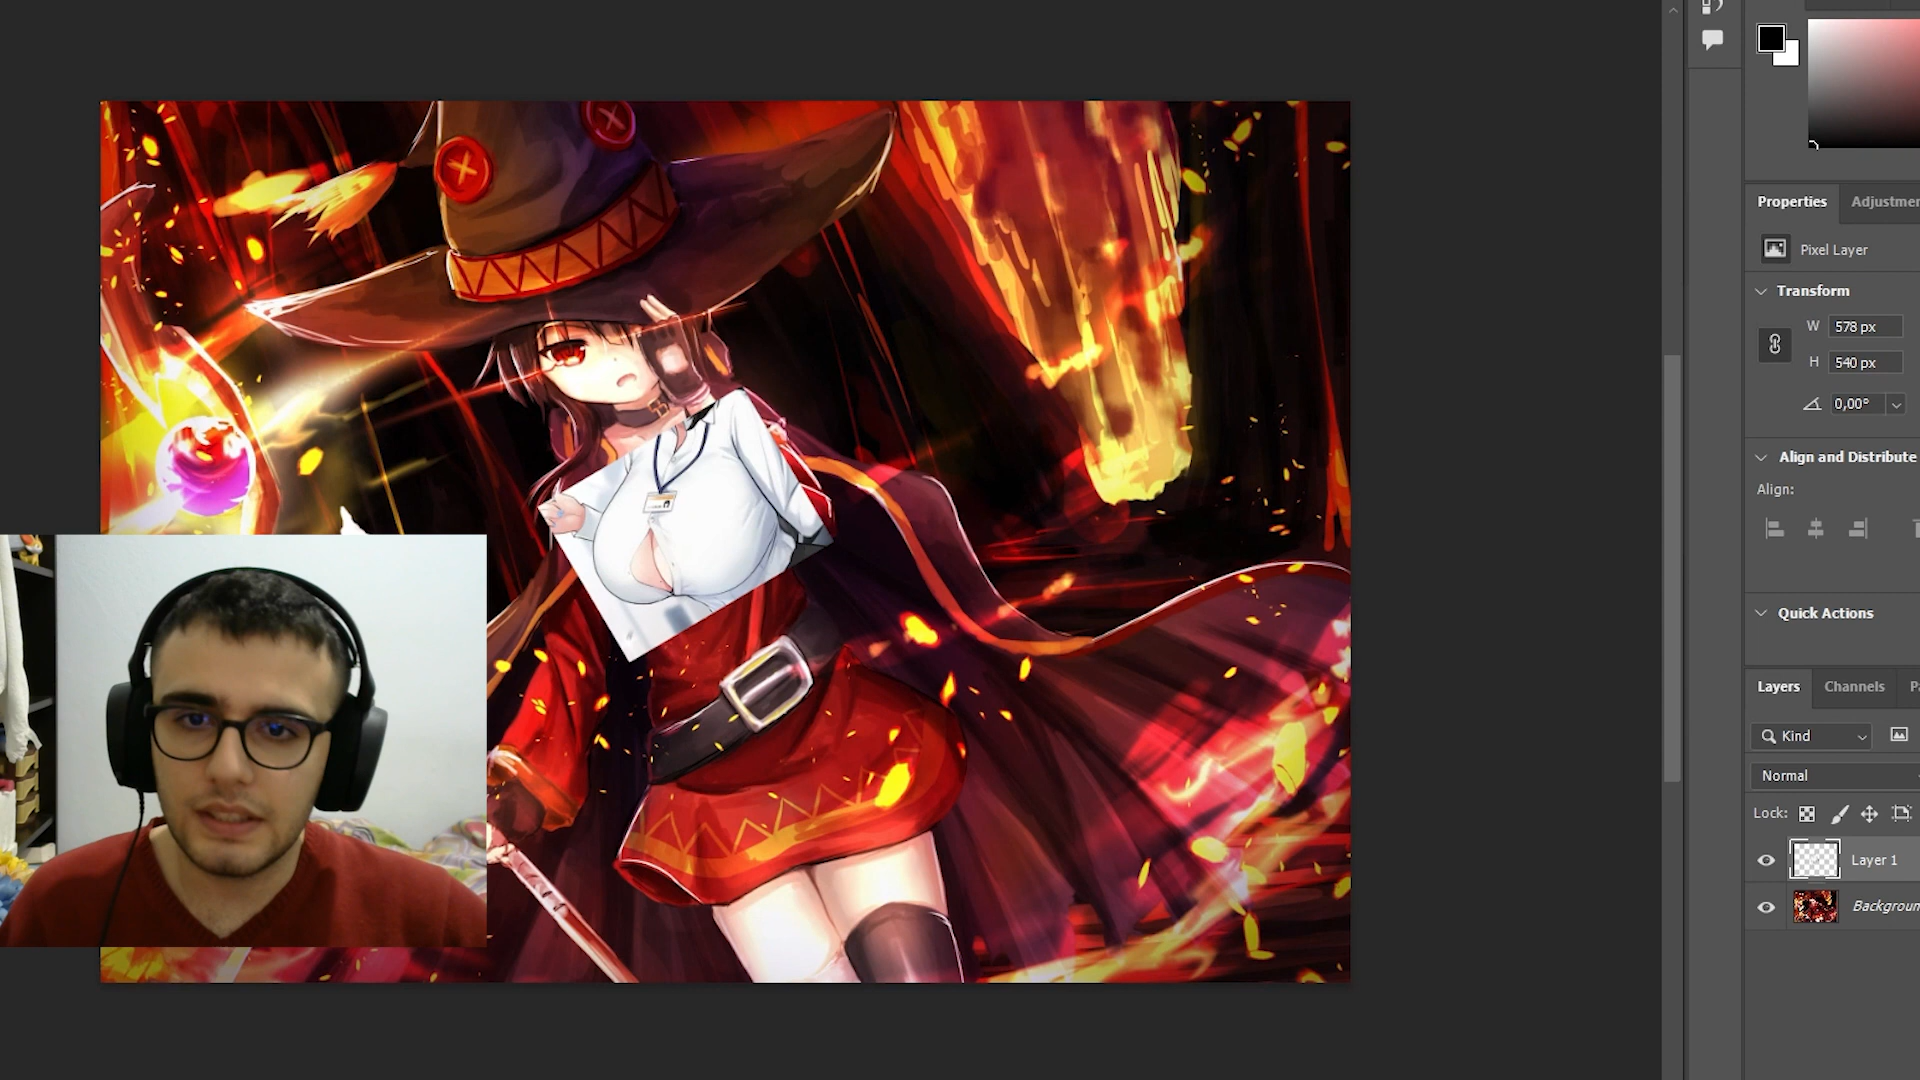 Properties
Adjustmen
Pixel Layer
Transform
W 578 px
H 540 px
0,00°
Align and Distribute
Align:
Quick Actions
Layers Channels Pa
Kind
Normal
Lock:
Layer 1
Backgroun